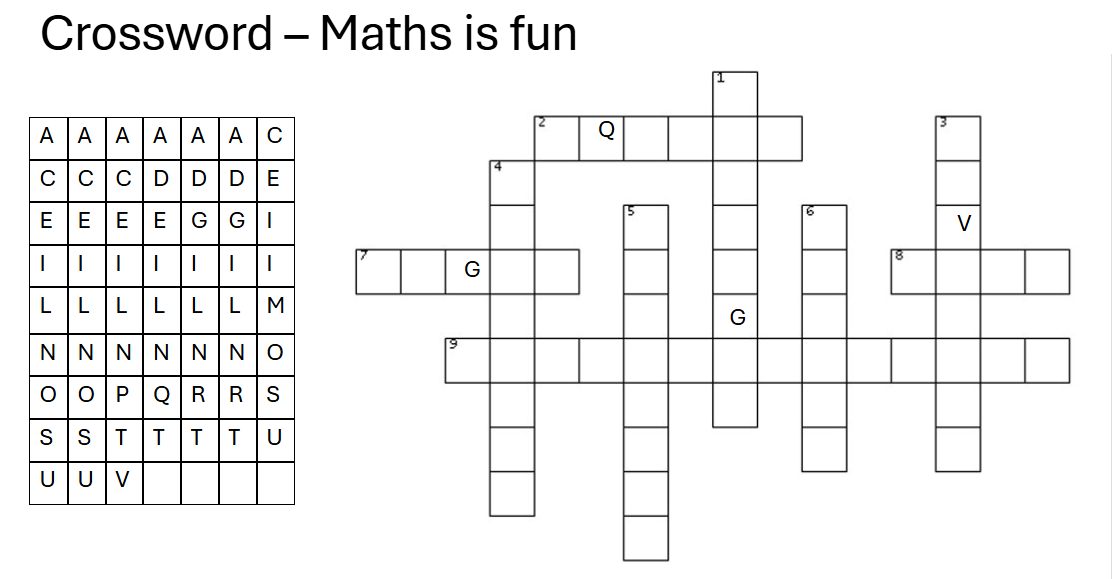 Crossword – Maths is fun
A A A A A A C
C C C D D D E
E E E E G G I
I I I I I I I
L L L L L L M
N N N N N N O
O O P Q R R S
S S T T T T U
U U V
1
2 Q 3
4
5 6 V
7 G 8
G
9